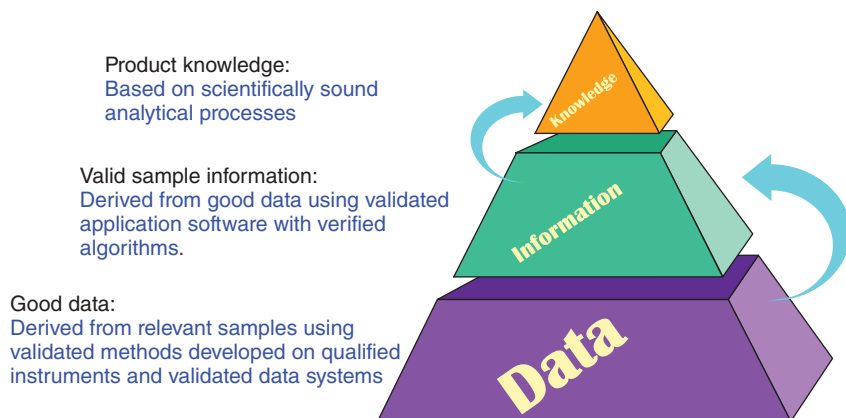 Product knowledge:
Based on scientifically sound
analytical processes
Knowledge
Valid sample information:
Derived from good data using validated
application software with verified
algorithms.
Information
Good data:
Derived from relevant samples using
validated methods developed on qualified
instruments and validated data systems
Data